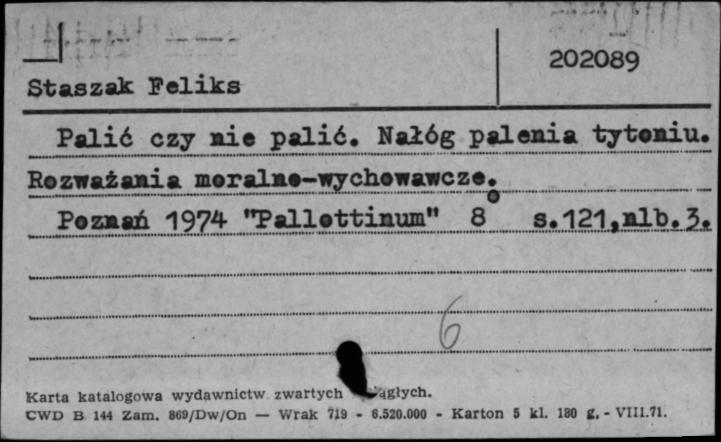 202089
Staszak Feliks
Palić czy nie palić. Nałóg palenia tytoniu.
Rozważania moralno-wychowawcze.
Poznań 1974 "Pallottinum" 8° s.121,nlb.3.
6
Karta katalogowa wydawnictw zwartych
CWD B 144 Zam. 869/Dw/On — Wrak 719 - 6.520.000 - Karton 5 kl. 180 g. - VIII.71.